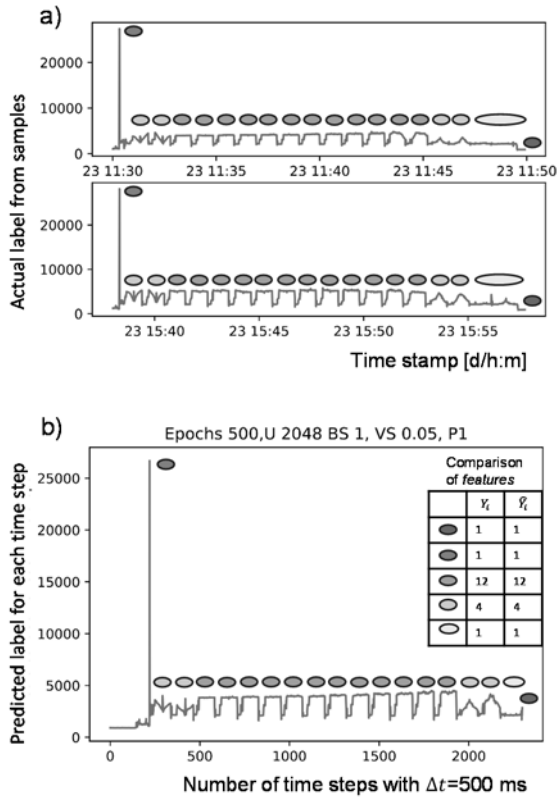 a)
Actual label from samples
20000
10000
0
23 11:30 23 11:35 23 11:40 23 11:45 23 11:50
20000
10000
0
23 15:40 23 15:45 23 15:50 23 15:55
Time stamp [d/h:m]
b)
Epochs 500,U 2048 BS 1, VS 0.05, P1
Predicted label for each time step
25000
20000
15000
10000
5000
0
Comparison
of features
Yᵢ Ŷᵢ
1 1
1 1
12 12
4 4
1 1
0 500 1000 1500 2000
Number of time steps with Δt=500 ms